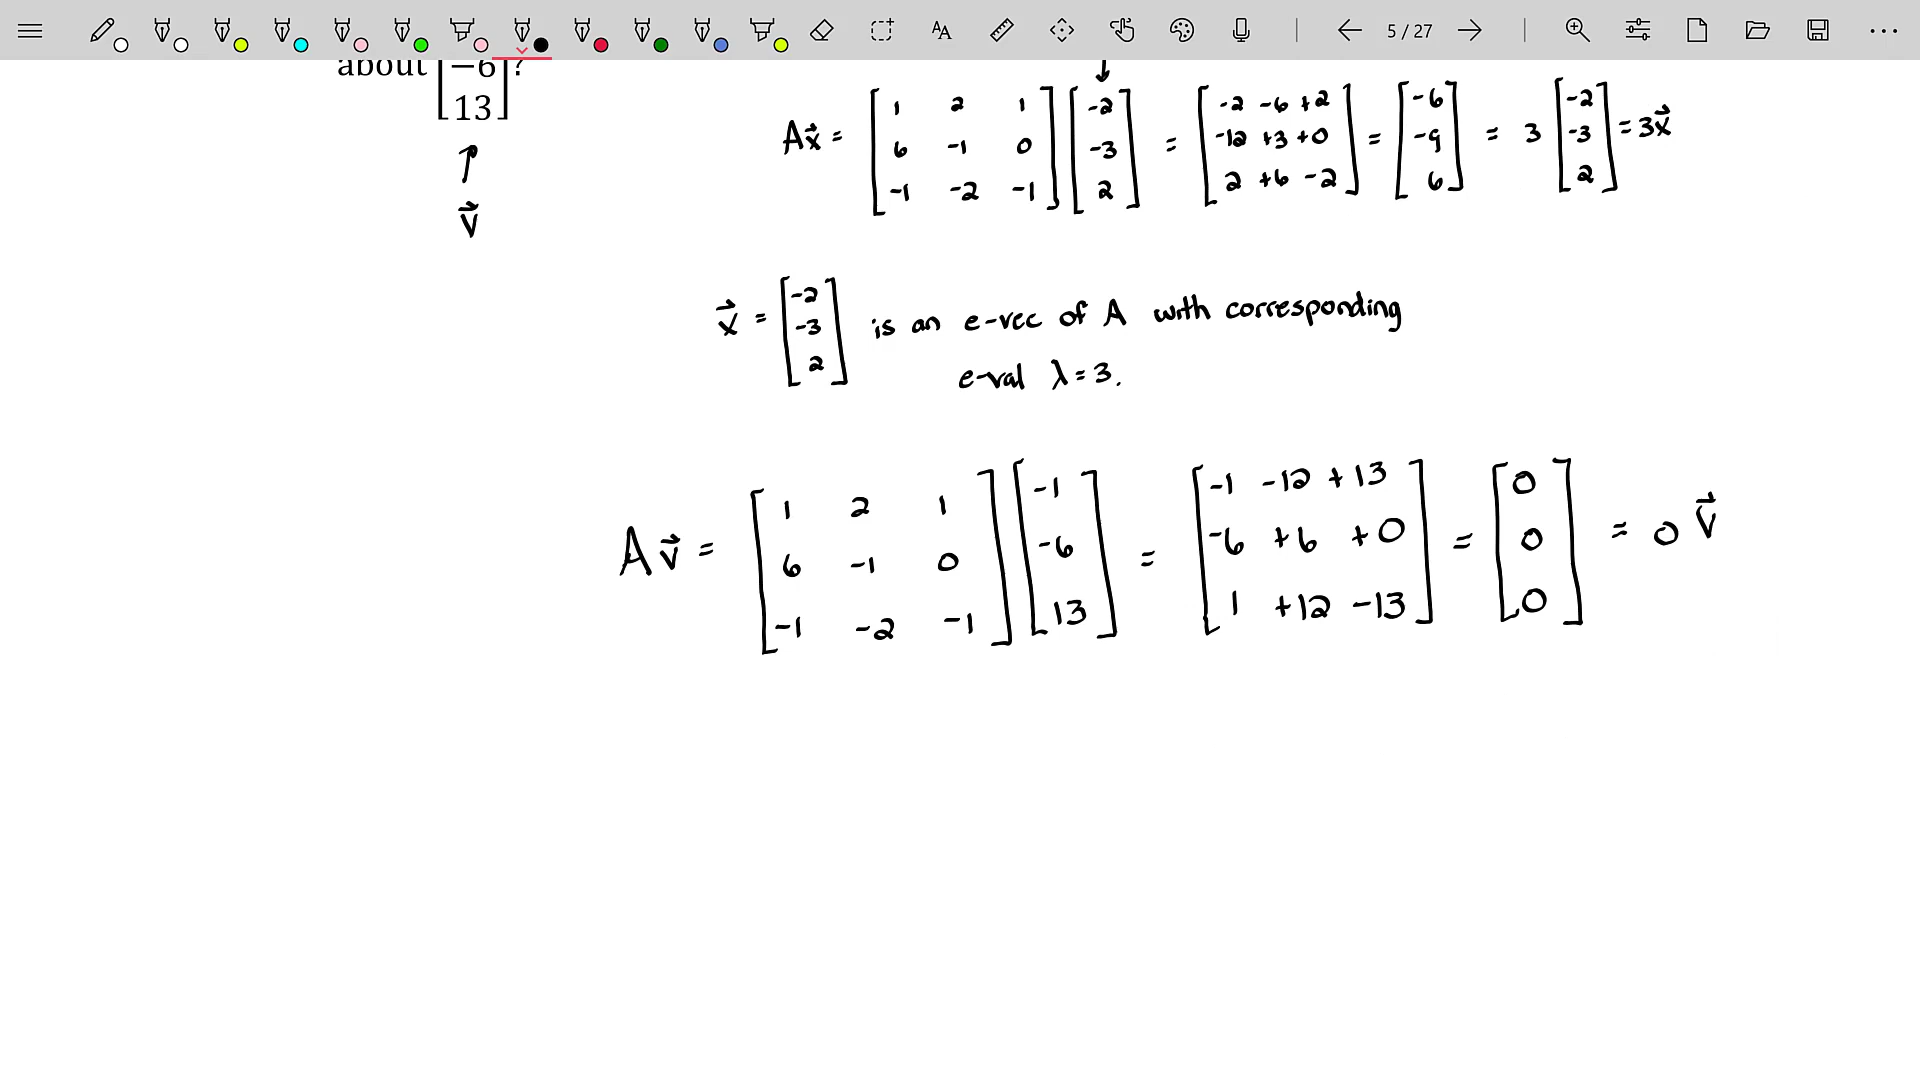 5 / 27
about [−6 13]?
v⃗
Ax⃗ = [1 2 1; 6 -1 0; -1 -2 -1] [-2; -3; 2] = [-2 -6 +2; -12 +3 +0; 2 +6 -2] = [-6; -9; 6] = 3 [-2; -3; 2] = 3x⃗
x⃗ = [-2; -3; 2] is an e-vec of A with corresponding
e-val λ = 3.
Av⃗ = [1 2 1; 6 -1 0; -1 -2 -1] [-1; -6; 13] = [-1 -12 +13; -6 +6 +0; 1 +12 -13] = [0; 0; 0] = 0 v⃗